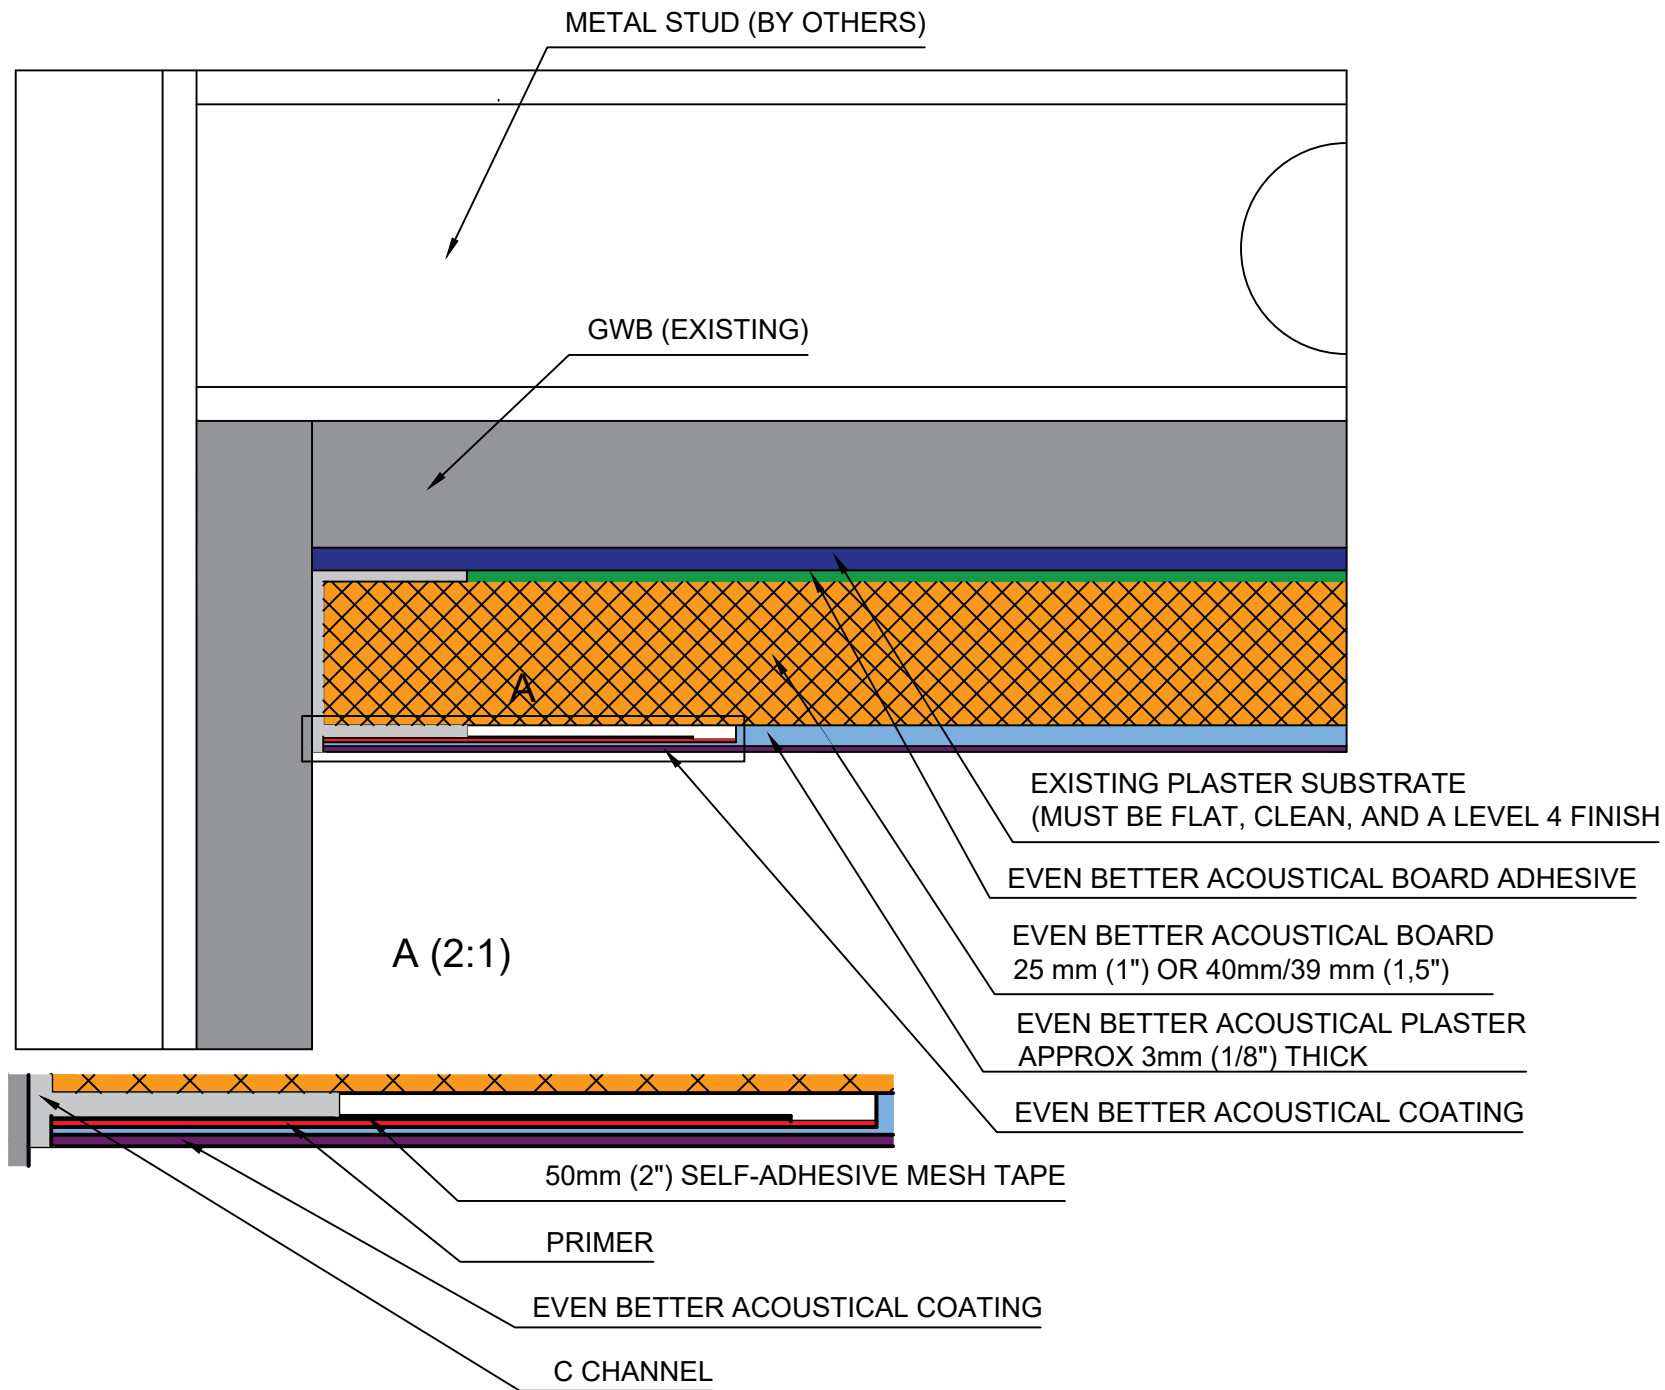 METAL STUD (BY OTHERS)
GWB (EXISTING)
A
EXISTING PLASTER SUBSTRATE
(MUST BE FLAT, CLEAN, AND A LEVEL 4 FINISH
EVEN BETTER ACOUSTICAL BOARD ADHESIVE
A (2:1)
EVEN BETTER ACOUSTICAL BOARD
25 mm (1") OR 40mm/39 mm (1,5")
EVEN BETTER ACOUSTICAL PLASTER
APPROX 3mm (1/8") THICK
EVEN BETTER ACOUSTICAL COATING
50mm (2") SELF-ADHESIVE MESH TAPE
PRIMER
EVEN BETTER ACOUSTICAL COATING
C CHANNEL